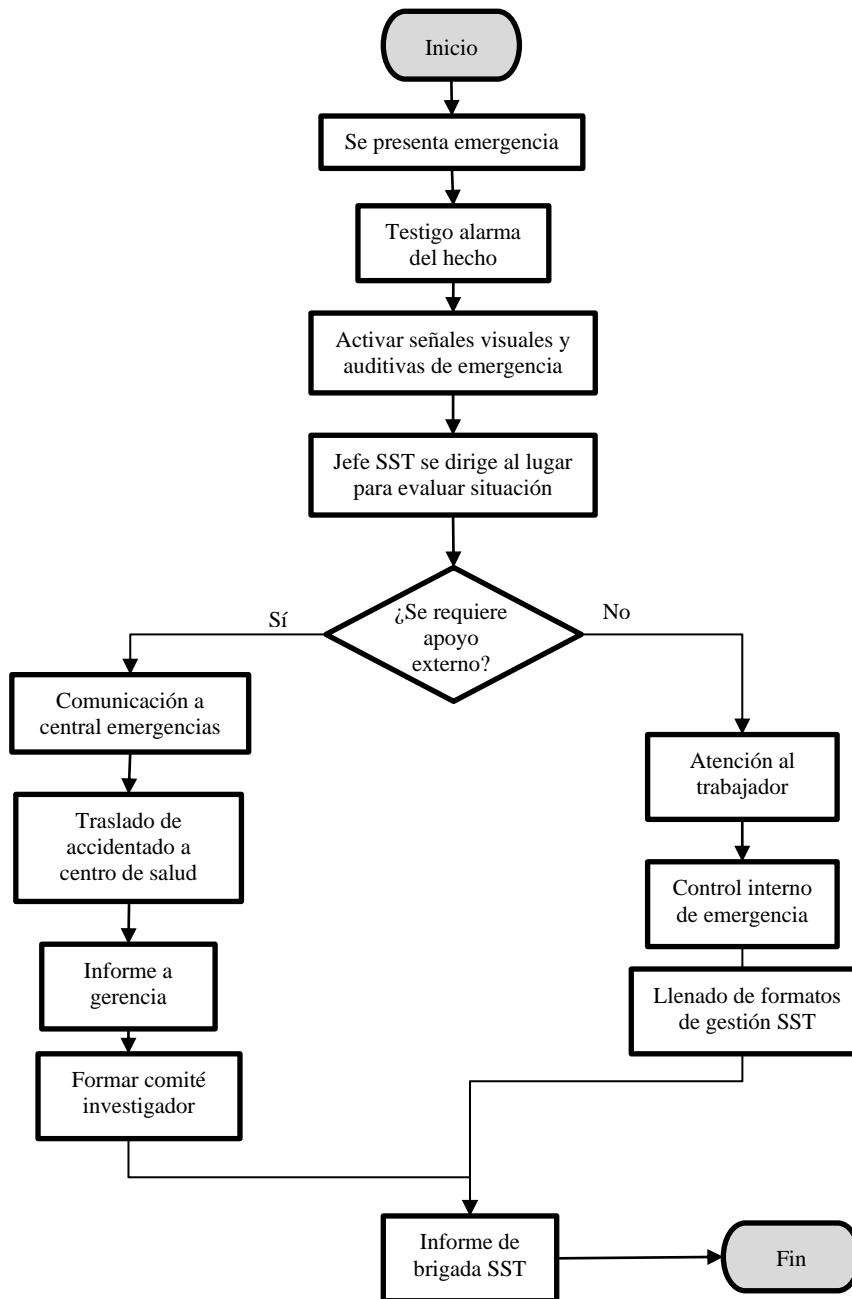 Inicio
Se presenta emergencia
Testigo alarma
del hecho
Activar señales visuales y
auditivas de emergencia
Jefe SST se dirige al lugar
para evaluar situación
¿Se requiere
apoyo
externo?
Sí
No
Comunicación a
central emergencias
Traslado de
accidentado a
centro de salud
Informe a
gerencia
Formar comité
investigador
Atención al
trabajador
Control interno
de emergencia
Llenado de formatos
de gestión SST
Informe de
brigada SST
Fin